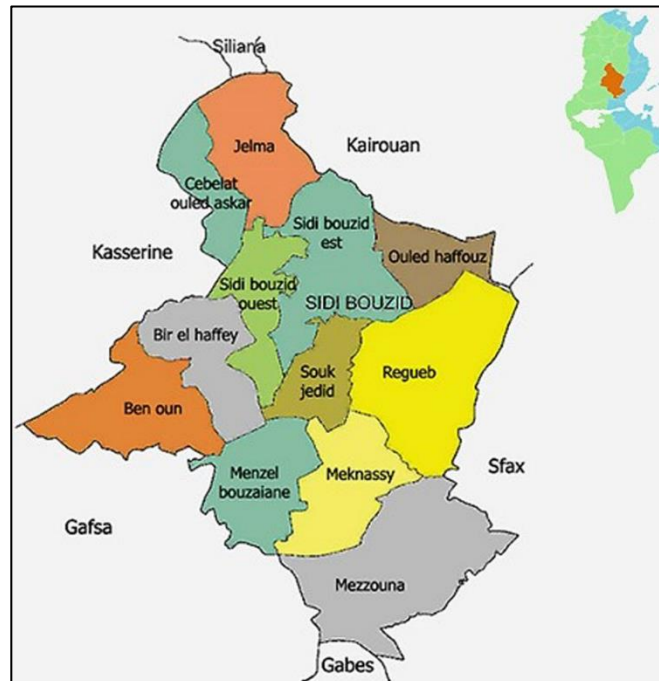 Siliana
Jelma
Kairouan
Cebelat
ouled askar
Sidi bouzid
est
Kasserine
Ouled haffouz
Sidi bouzid
ouest
SIDI BOUZID
Bir el haffey
Souk
jedid
Regueb
Ben oun
Sfax
Menzel
bouzaiane
Meknassy
Gafsa
Mezzouna
Gabes